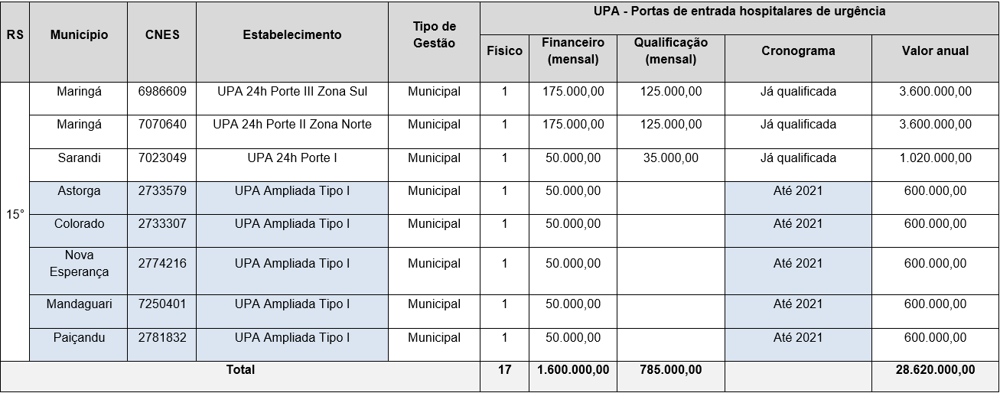 RS Município CNES Estabelecimento Tipo de Gestão UPA - Portas de entrada hospitalares de urgência
Físico Financeiro (mensal) Qualificação (mensal) Cronograma Valor anual
15°
Maringá 6986609 UPA 24h Porte III Zona Sul Municipal 1 175.000,00 125.000,00 Já qualificada 3.600.000,00
Maringá 7070640 UPA 24h Porte II Zona Norte Municipal 1 175.000,00 125.000,00 Já qualificada 3.600.000,00
Sarandi 7023049 UPA 24h Porte I Municipal 1 50.000,00 35.000,00 Já qualificada 1.020.000,00
Astorga 2733579 UPA Ampliada Tipo I Municipal 1 50.000,00 Até 2021 600.000,00
Colorado 2733307 UPA Ampliada Tipo I Municipal 1 50.000,00 Até 2021 600.000,00
Nova Esperança 2774216 UPA Ampliada Tipo I Municipal 1 50.000,00 Até 2021 600.000,00
Mandaguari 7250401 UPA Ampliada Tipo I Municipal 1 50.000,00 Até 2021 600.000,00
Paiçandu 2781832 UPA Ampliada Tipo I Municipal 1 50.000,00 Até 2021 600.000,00
Total 17 1.600.000,00 785.000,00 28.620.000,00